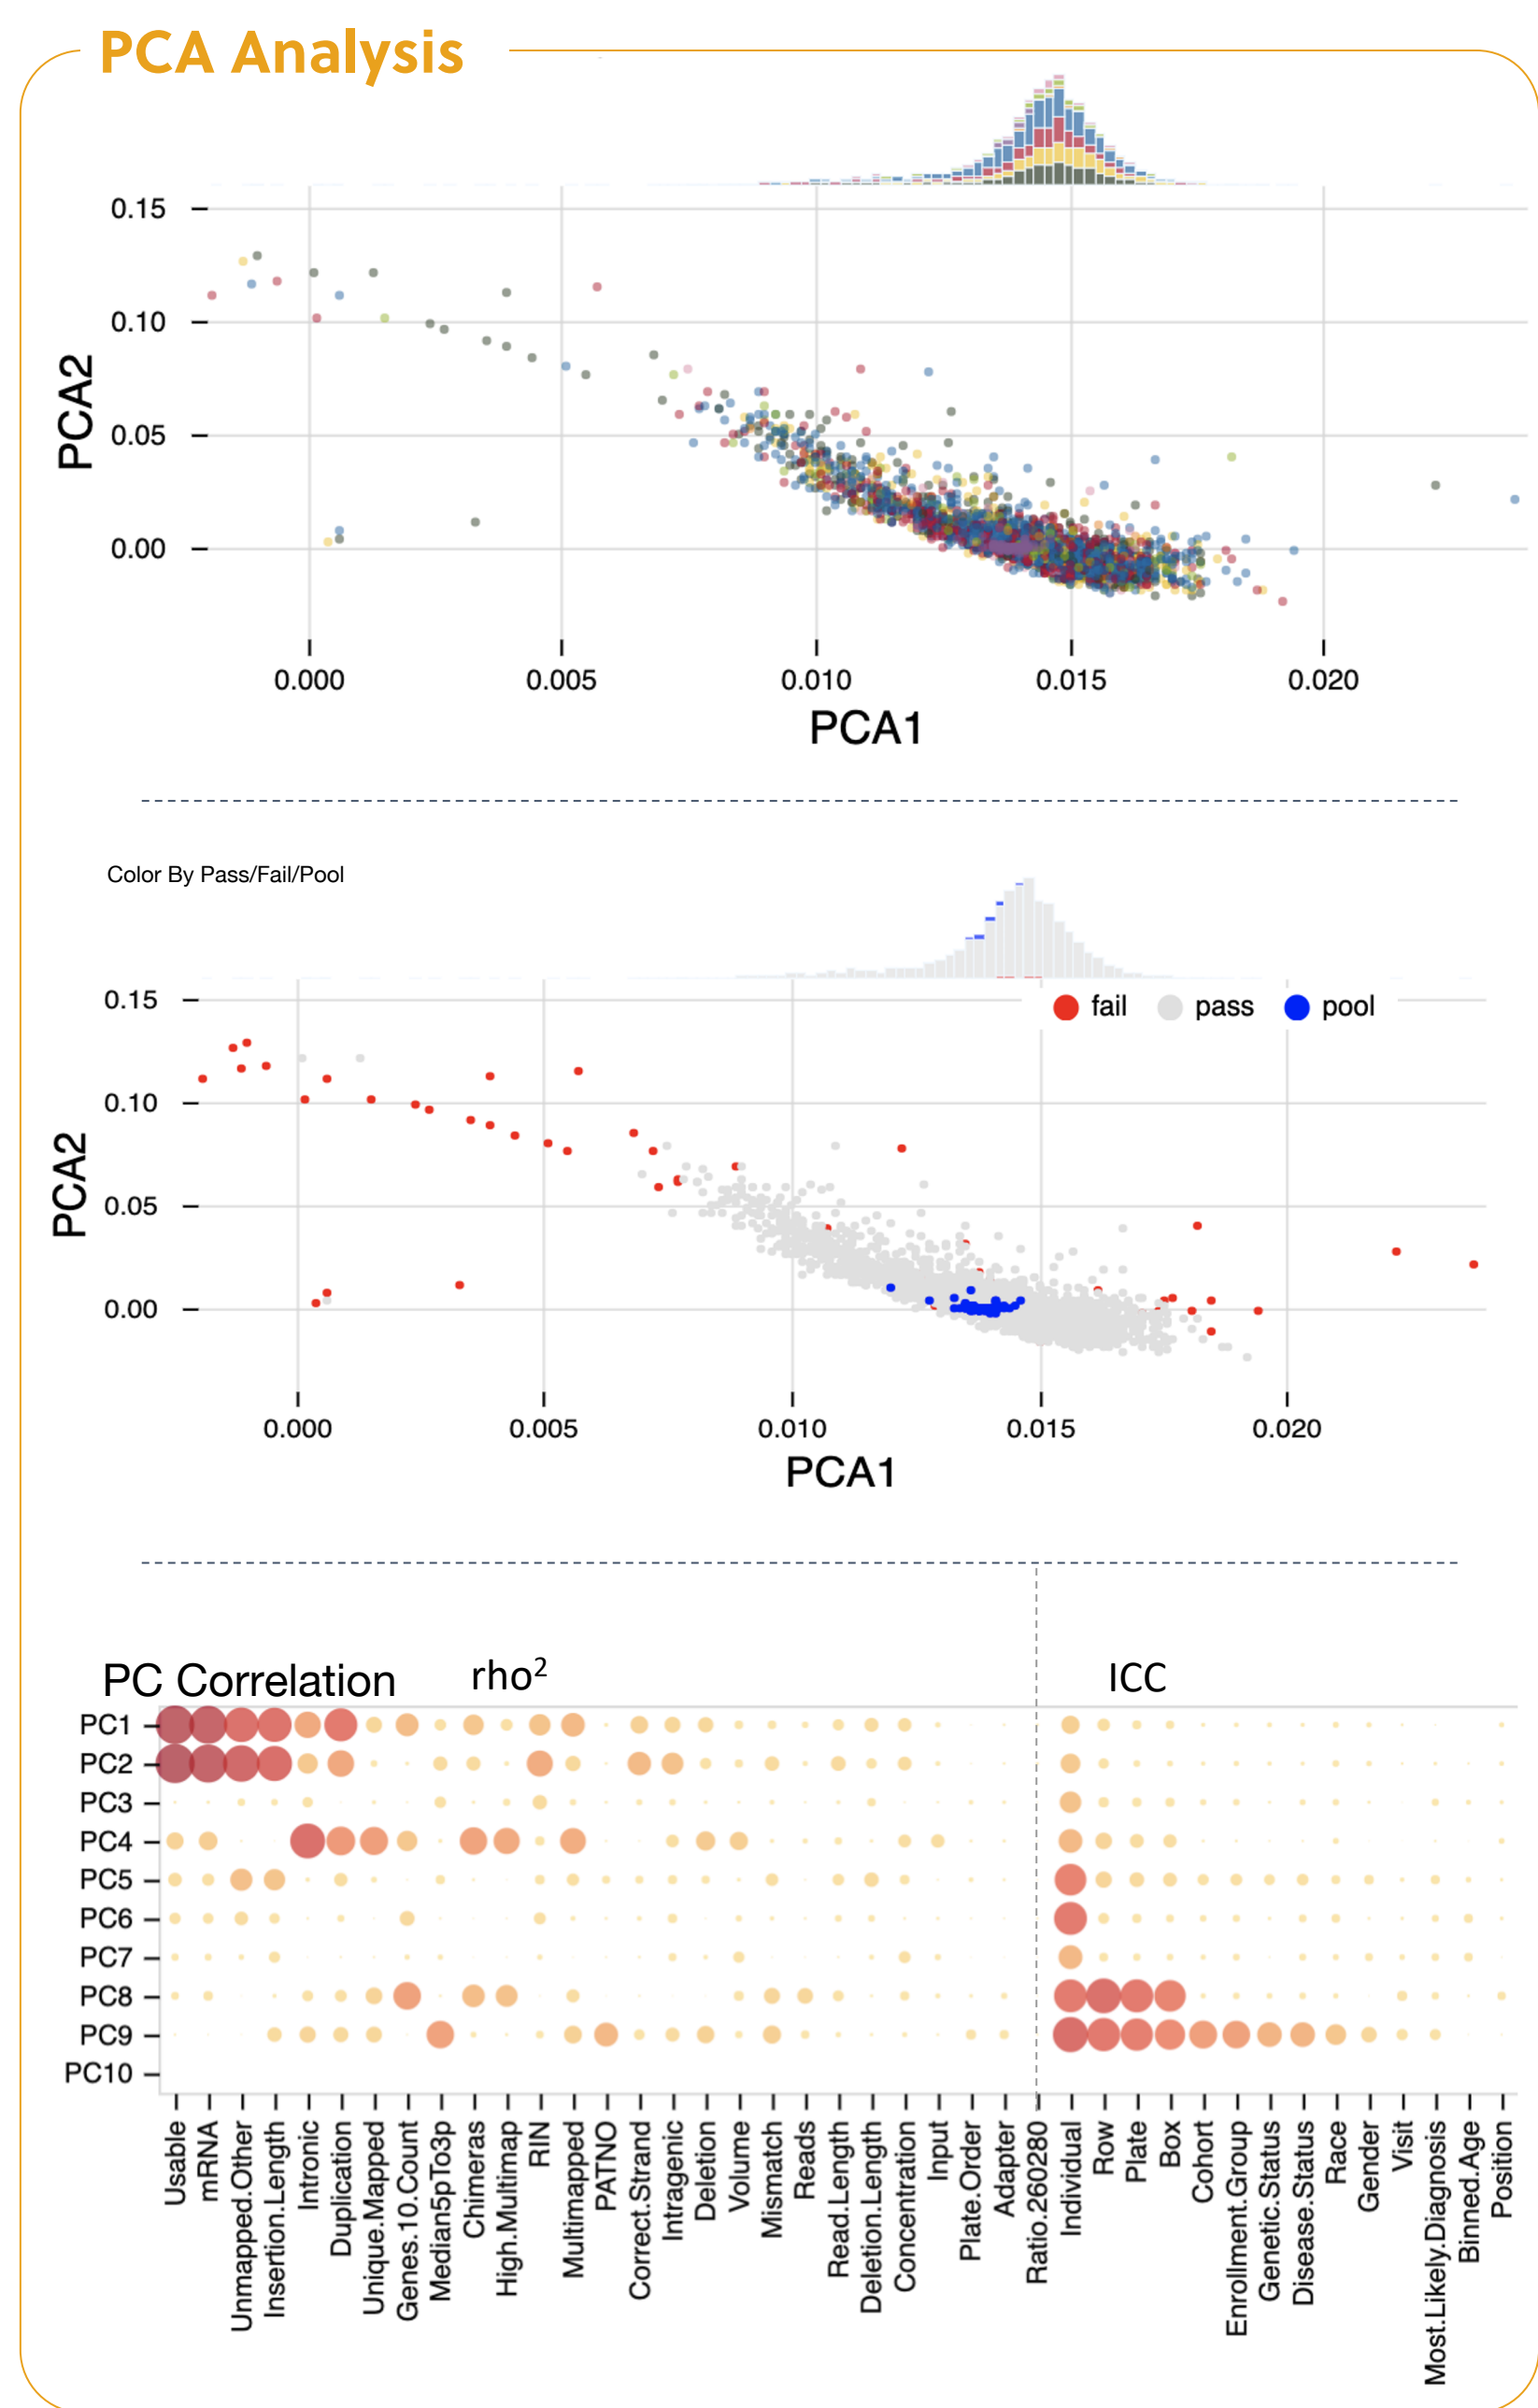 PCA Analysis
0.15
0.10
0.05
0.00
PCA2
0.000 0.005 0.010 0.015 0.020
PCA1
Color By Pass/Fail/Pool
fail pass pool
0.15
0.10
0.05
0.00
PCA2
0.000 0.005 0.010 0.015 0.020
PCA1
PC Correlation rho² ICC
PC1
PC2
PC3
PC4
PC5
PC6
PC7
PC8
PC9
PC10
Usable
mRNA
Unmapped.Other
Insertion.Length
Intronic
Duplication
Unique.Mapped
Genes.10.Count
Median5pTo3p
Chimeras
High.Multimap
RIN
Multimapped
PATNO
Correct.Strand
Intragenic
Deletion
Volume
Mismatch
Reads
Read.Length
Deletion.Length
Concentration
Input
Plate.Order
Adapter
Ratio.260280
Individual
Row
Plate
Box
Cohort
Enrollment.Group
Genetic.Status
Disease.Status
Race
Gender
Visit
Most.Likely.Diagnosis
Binned.Age
Position